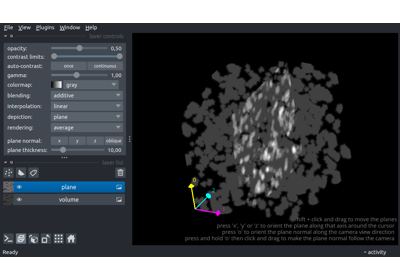 File View Plugins Window Help
layer controls
opacity: 0,50
contrast limits:
auto-contrast: once continuous
gamma: 1,00
colormap: gray
blending: additive
interpolation: linear
depiction: plane
rendering: average
plane normal: x y z oblique
plane thickness: 10,00
layer list
plane
volume
shift + click and drag to move the plane
press 'x', 'y' or 'z' to orient the plane along that axis around the cursor
press 'o' to orient the plane normal along the camera view direction
press and hold 'o' then click and drag to make the plane normal follow the camera
Ready
activity